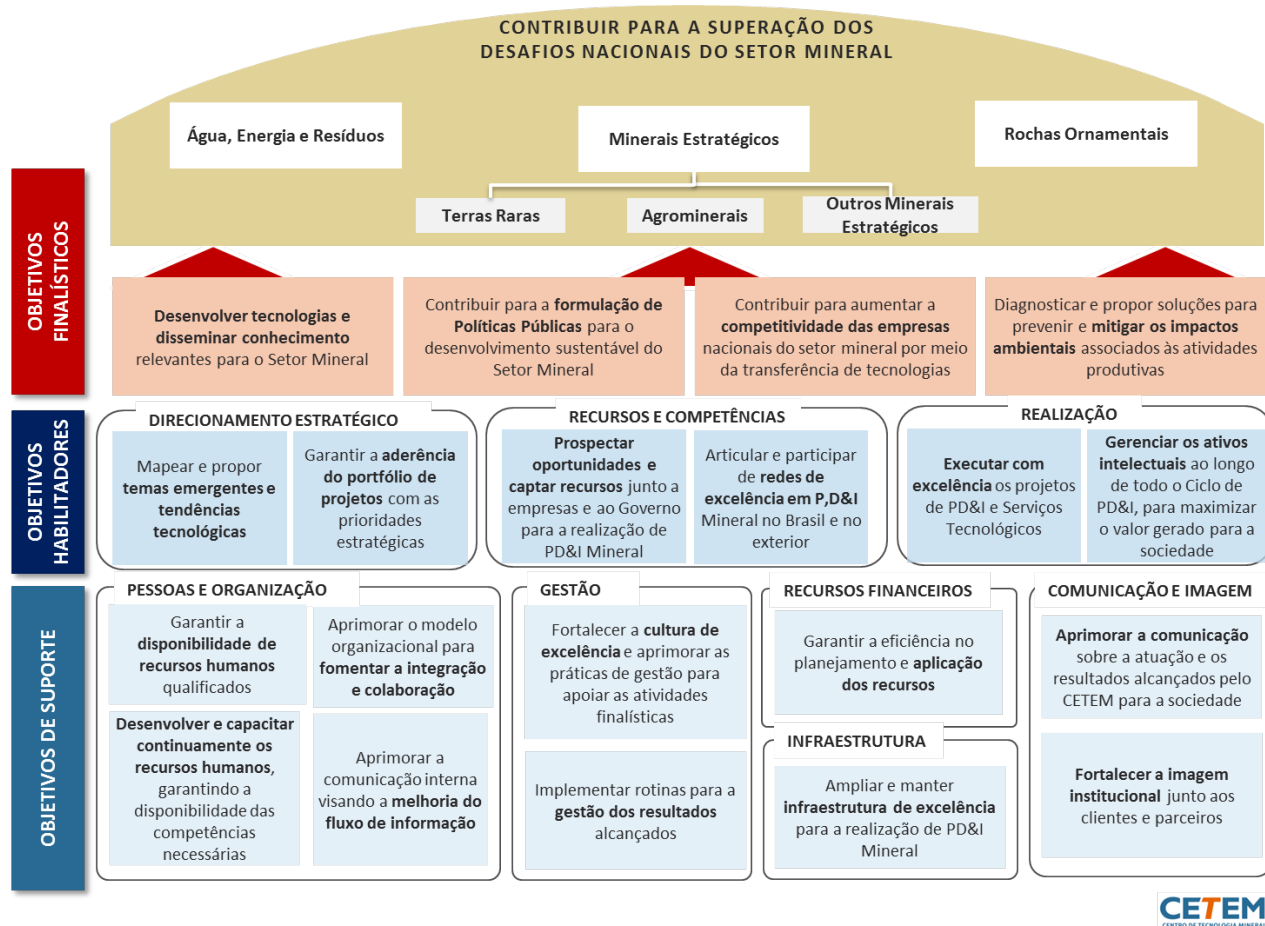 CONTRIBUIR PARA A SUPERAÇÃO DOS
DESAFIOS NACIONAIS DO SETOR MINERAL
Água, Energia e Resíduos
Minerais Estratégicos
Rochas Ornamentais
Terras Raras
Agrominerais
Outros Minerais
Estratégicos
OBJETIVOS
FINALÍSTICOS
Desenvolver tecnologias e
disseminar conhecimento
relevantes para o Setor Mineral
Contribuir para a formulação de
Políticas Públicas para o
desenvolvimento sustentável do
Setor Mineral
Contribuir para aumentar a
competitividade das empresas
nacionais do setor mineral por meio
da transferência de tecnologias
Diagnosticar e propor soluções para
prevenir e mitigar os impactos
ambientais associados às atividades
produtivas
OBJETIVOS
HABILITADORES
DIRECIONAMENTO ESTRATÉGICO
Mapear e propor
temas emergentes e
tendências
tecnológicas
Garantir a aderência
do portfólio de
projetos com as
prioridades
estratégicas
RECURSOS E COMPETÊNCIAS
Prospectar
oportunidades e
captar recursos junto a
empresas e ao Governo
para a realização de
PD&I Mineral
Articular e participar
de redes de
excelência em P,D&I
Mineral no Brasil e no
exterior
REALIZAÇÃO
Executar com
excelência os projetos
de PD&I e Serviços
Tecnológicos
Gerenciar os ativos
intelectuais ao longo
de todo o Ciclo de
PD&I, para maximizar
o valor gerado para a
sociedade
OBJETIVOS DE SUPORTE
PESSOAS E ORGANIZAÇÃO
Garantir a
disponibilidade de
recursos humanos
qualificados
Aprimorar o modelo
organizacional para
fomentar a integração
e colaboração
Desenvolver e capacitar
continuamente os
recursos humanos,
garantindo a
disponibilidade das
competências
necessárias
Aprimorar a
comunicação interna
visando a melhoria do
fluxo de informação
GESTÃO
Fortalecer a cultura de
excelência e aprimorar as
práticas de gestão para
apoiar as atividades
finalísticas
Implementar rotinas para a
gestão dos resultados
alcançados
RECURSOS FINANCEIROS
Garantir a eficiência no
planejamento e aplicação
dos recursos
INFRAESTRUTURA
Ampliar e manter
infraestrutura de excelência
para a realização de PD&I
Mineral
COMUNICAÇÃO E IMAGEM
Aprimorar a comunicação
sobre a atuação e os
resultados alcançados pelo
CETEM para a sociedade
Fortalecer a imagem
institucional junto aos
clientes e parceiros
CETEM
CENTRO DE TECNOLOGIA MINERAL